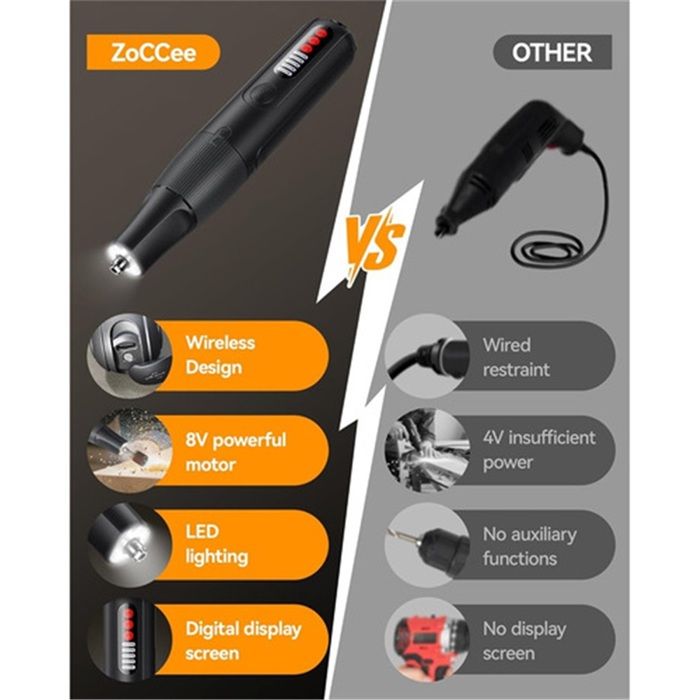 ZoCCee
OTHER
VS
Wireless
Design
Wired
restraint
8V powerful
motor
4V insufficient
power
LED
lighting
No auxiliary
functions
Digital display
screen
No display
screen